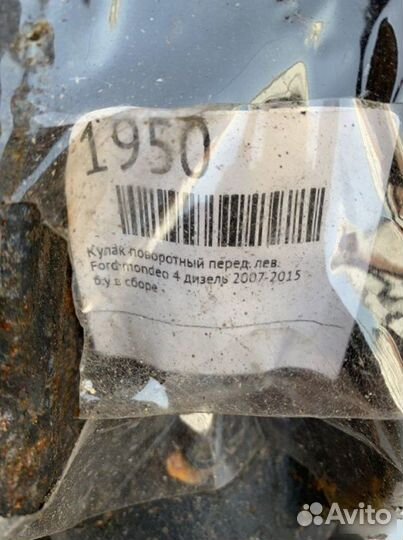 1950
Кулак поворотный перед. лев.
Ford mondeo 4 дизель 2007-2015
б.у в сборе
Avito